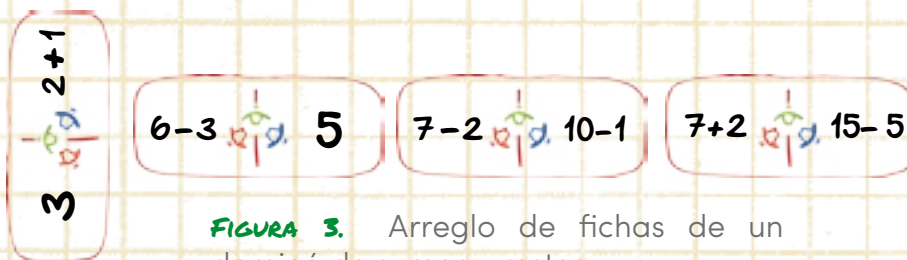 3 2+1
6-3 5
7-2 10-1
7+2 15-5
FIGURA 3. Arreglo de fichas de un